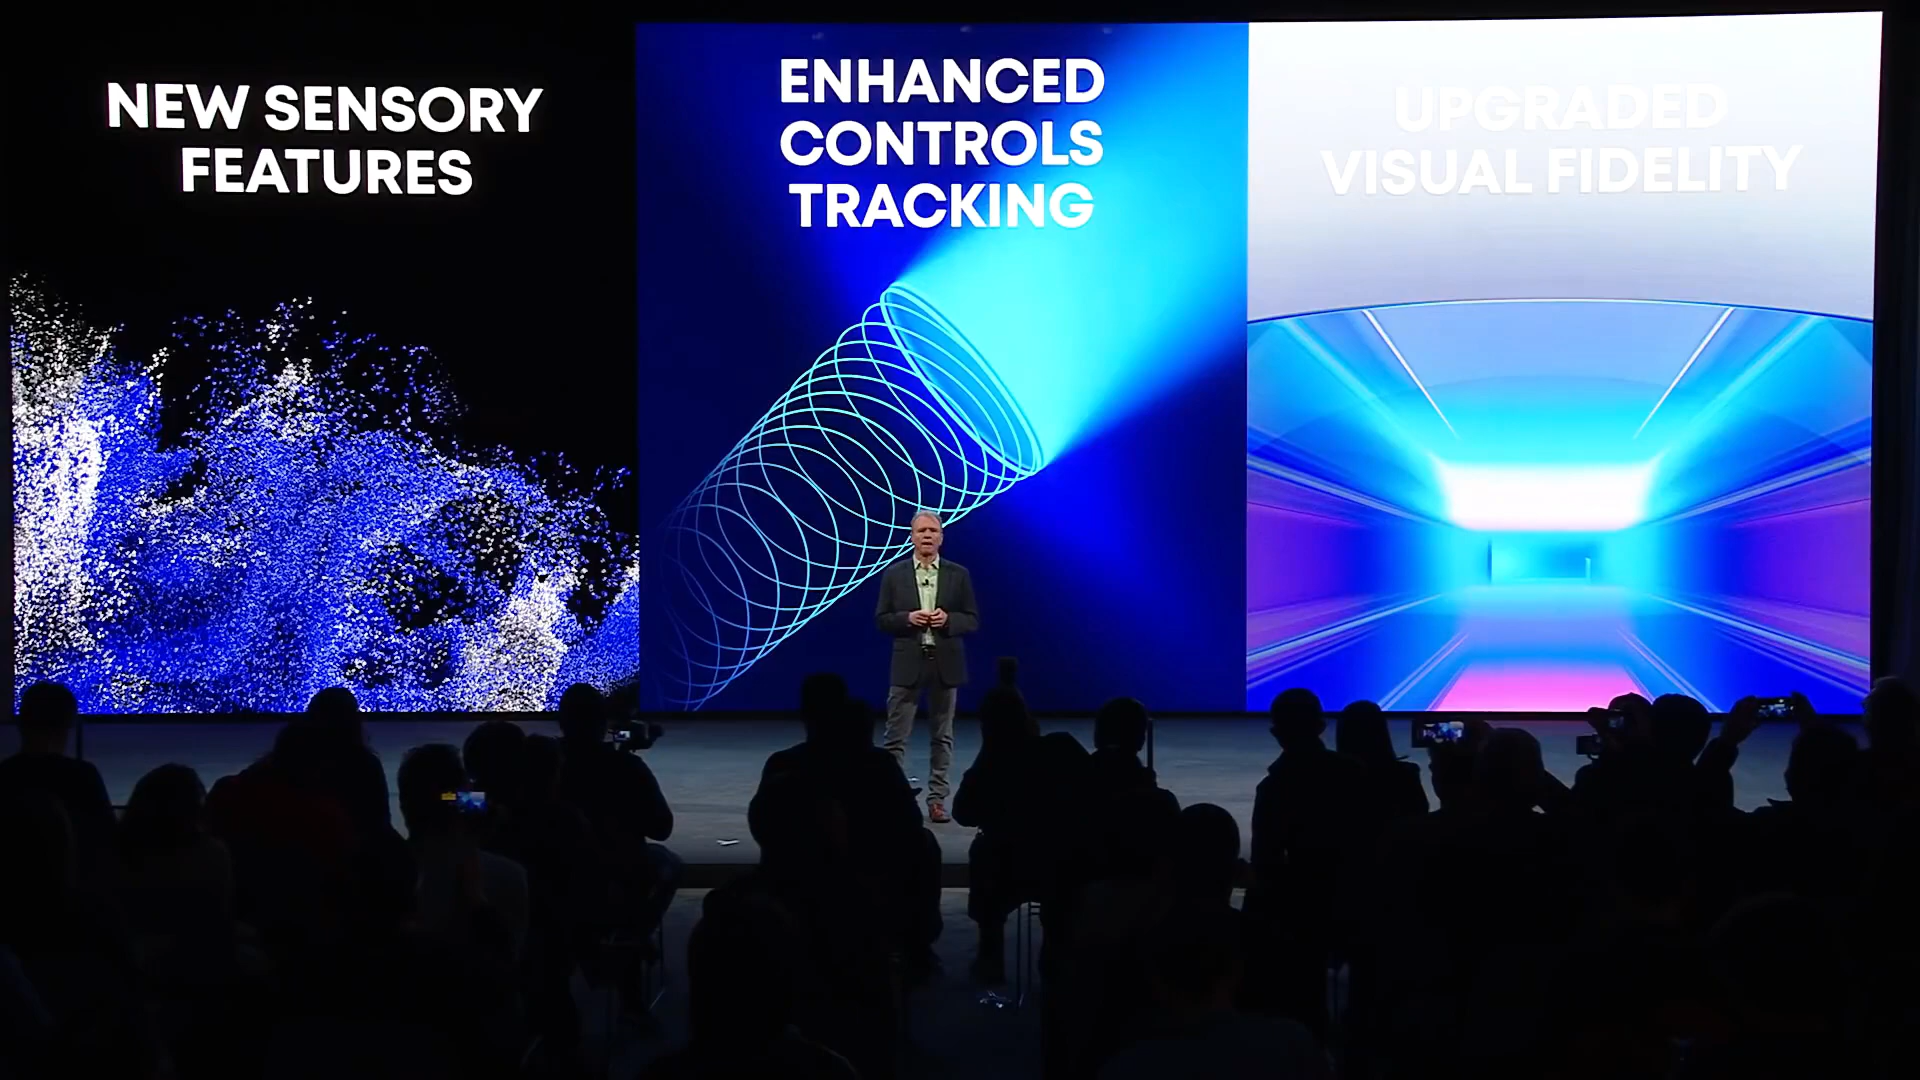 NEW SENSORY
FEATURES
ENHANCED
CONTROLS
TRACKING
UPGRADED
VISUAL FIDELITY